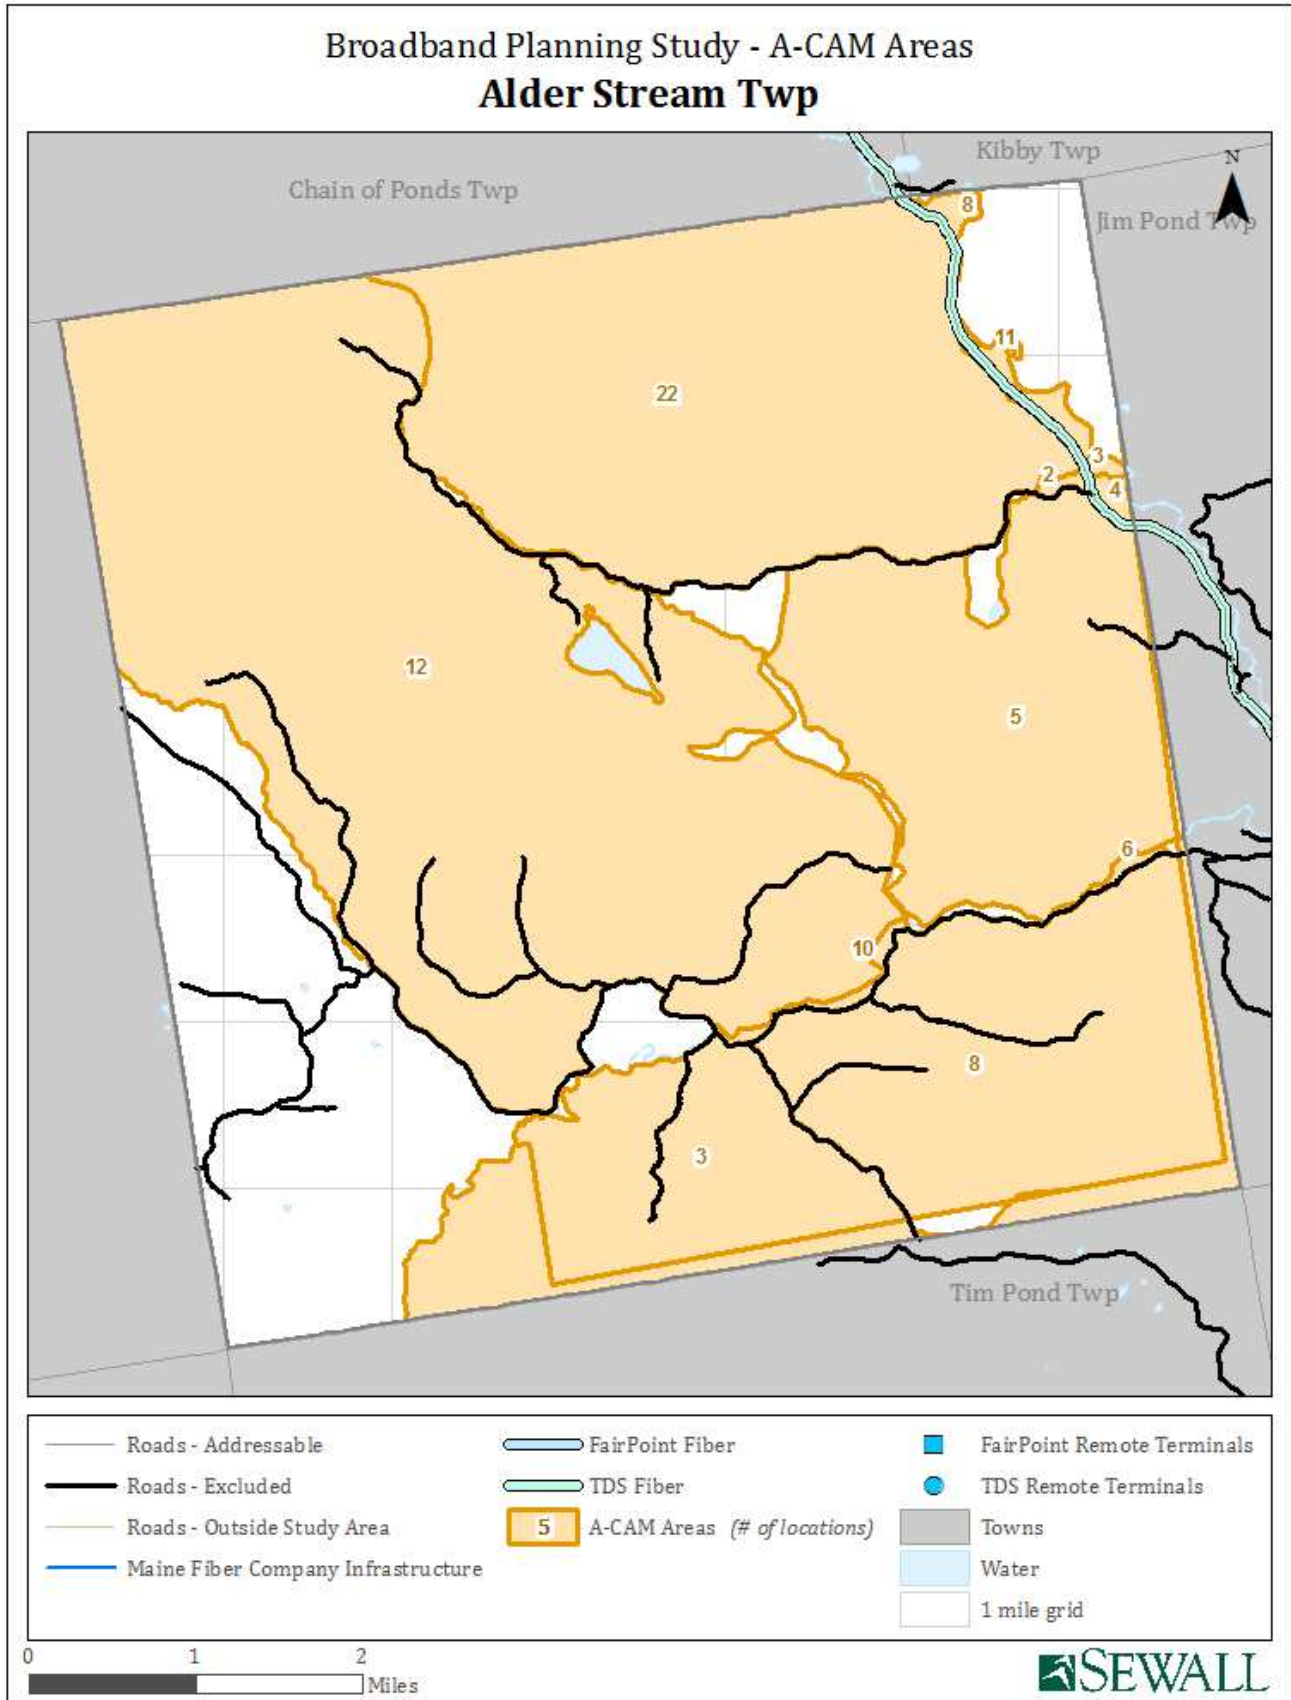 Broadband Planning Study - A-CAM Areas
Alder Stream Twp
Kibby Twp
N
Chain of Ponds Twp
8
Jim Pond Twp
11
22
3
2
4
12
5
6
10
8
3
Tim Pond Twp
Roads - Addressable
Roads - Excluded
Roads - Outside Study Area
Maine Fiber Company Infrastructure
FairPoint Fiber
TDS Fiber
5 A-CAM Areas (# of locations)
FairPoint Remote Terminals
TDS Remote Terminals
Towns
Water
1 mile grid
0 1 2
Miles
SEWALL